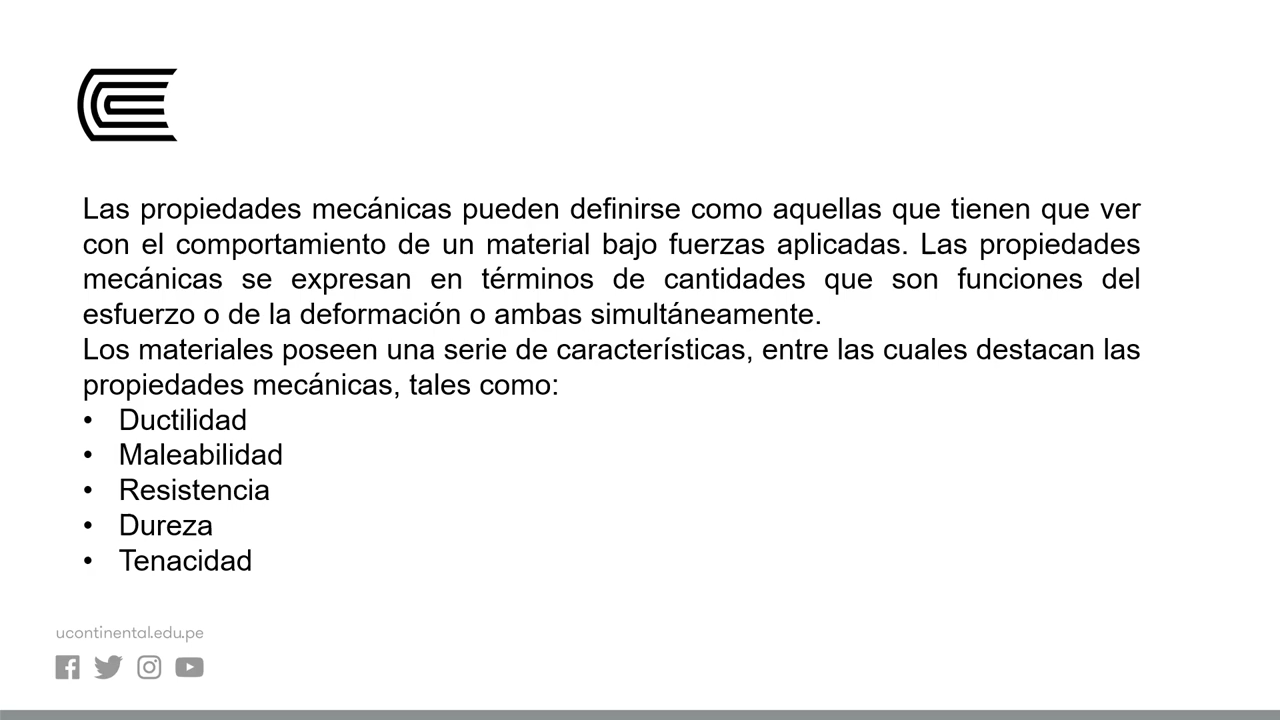 Las propiedades mecánicas pueden definirse como aquellas que tienen que ver
con el comportamiento de un material bajo fuerzas aplicadas. Las propiedades
mecánicas se expresan en términos de cantidades que son funciones del
esfuerzo o de la deformación o ambas simultáneamente.
Los materiales poseen una serie de características, entre las cuales destacan las
propiedades mecánicas, tales como:
• Ductilidad
• Maleabilidad
• Resistencia
• Dureza
• Tenacidad
ucontinental.edu.pe